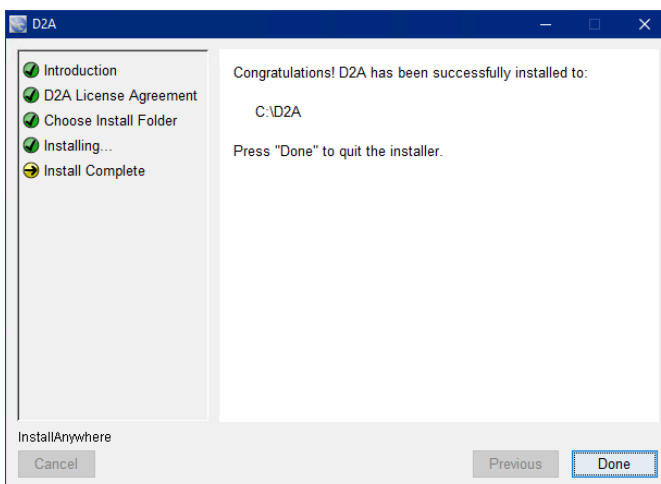 D2A
Introduction
D2A License Agreement
Choose Install Folder
Installing...
Install Complete
Congratulations! D2A has been successfully installed to:
C:\D2A
Press "Done" to quit the installer.
InstallAnywhere
Cancel
Previous
Done